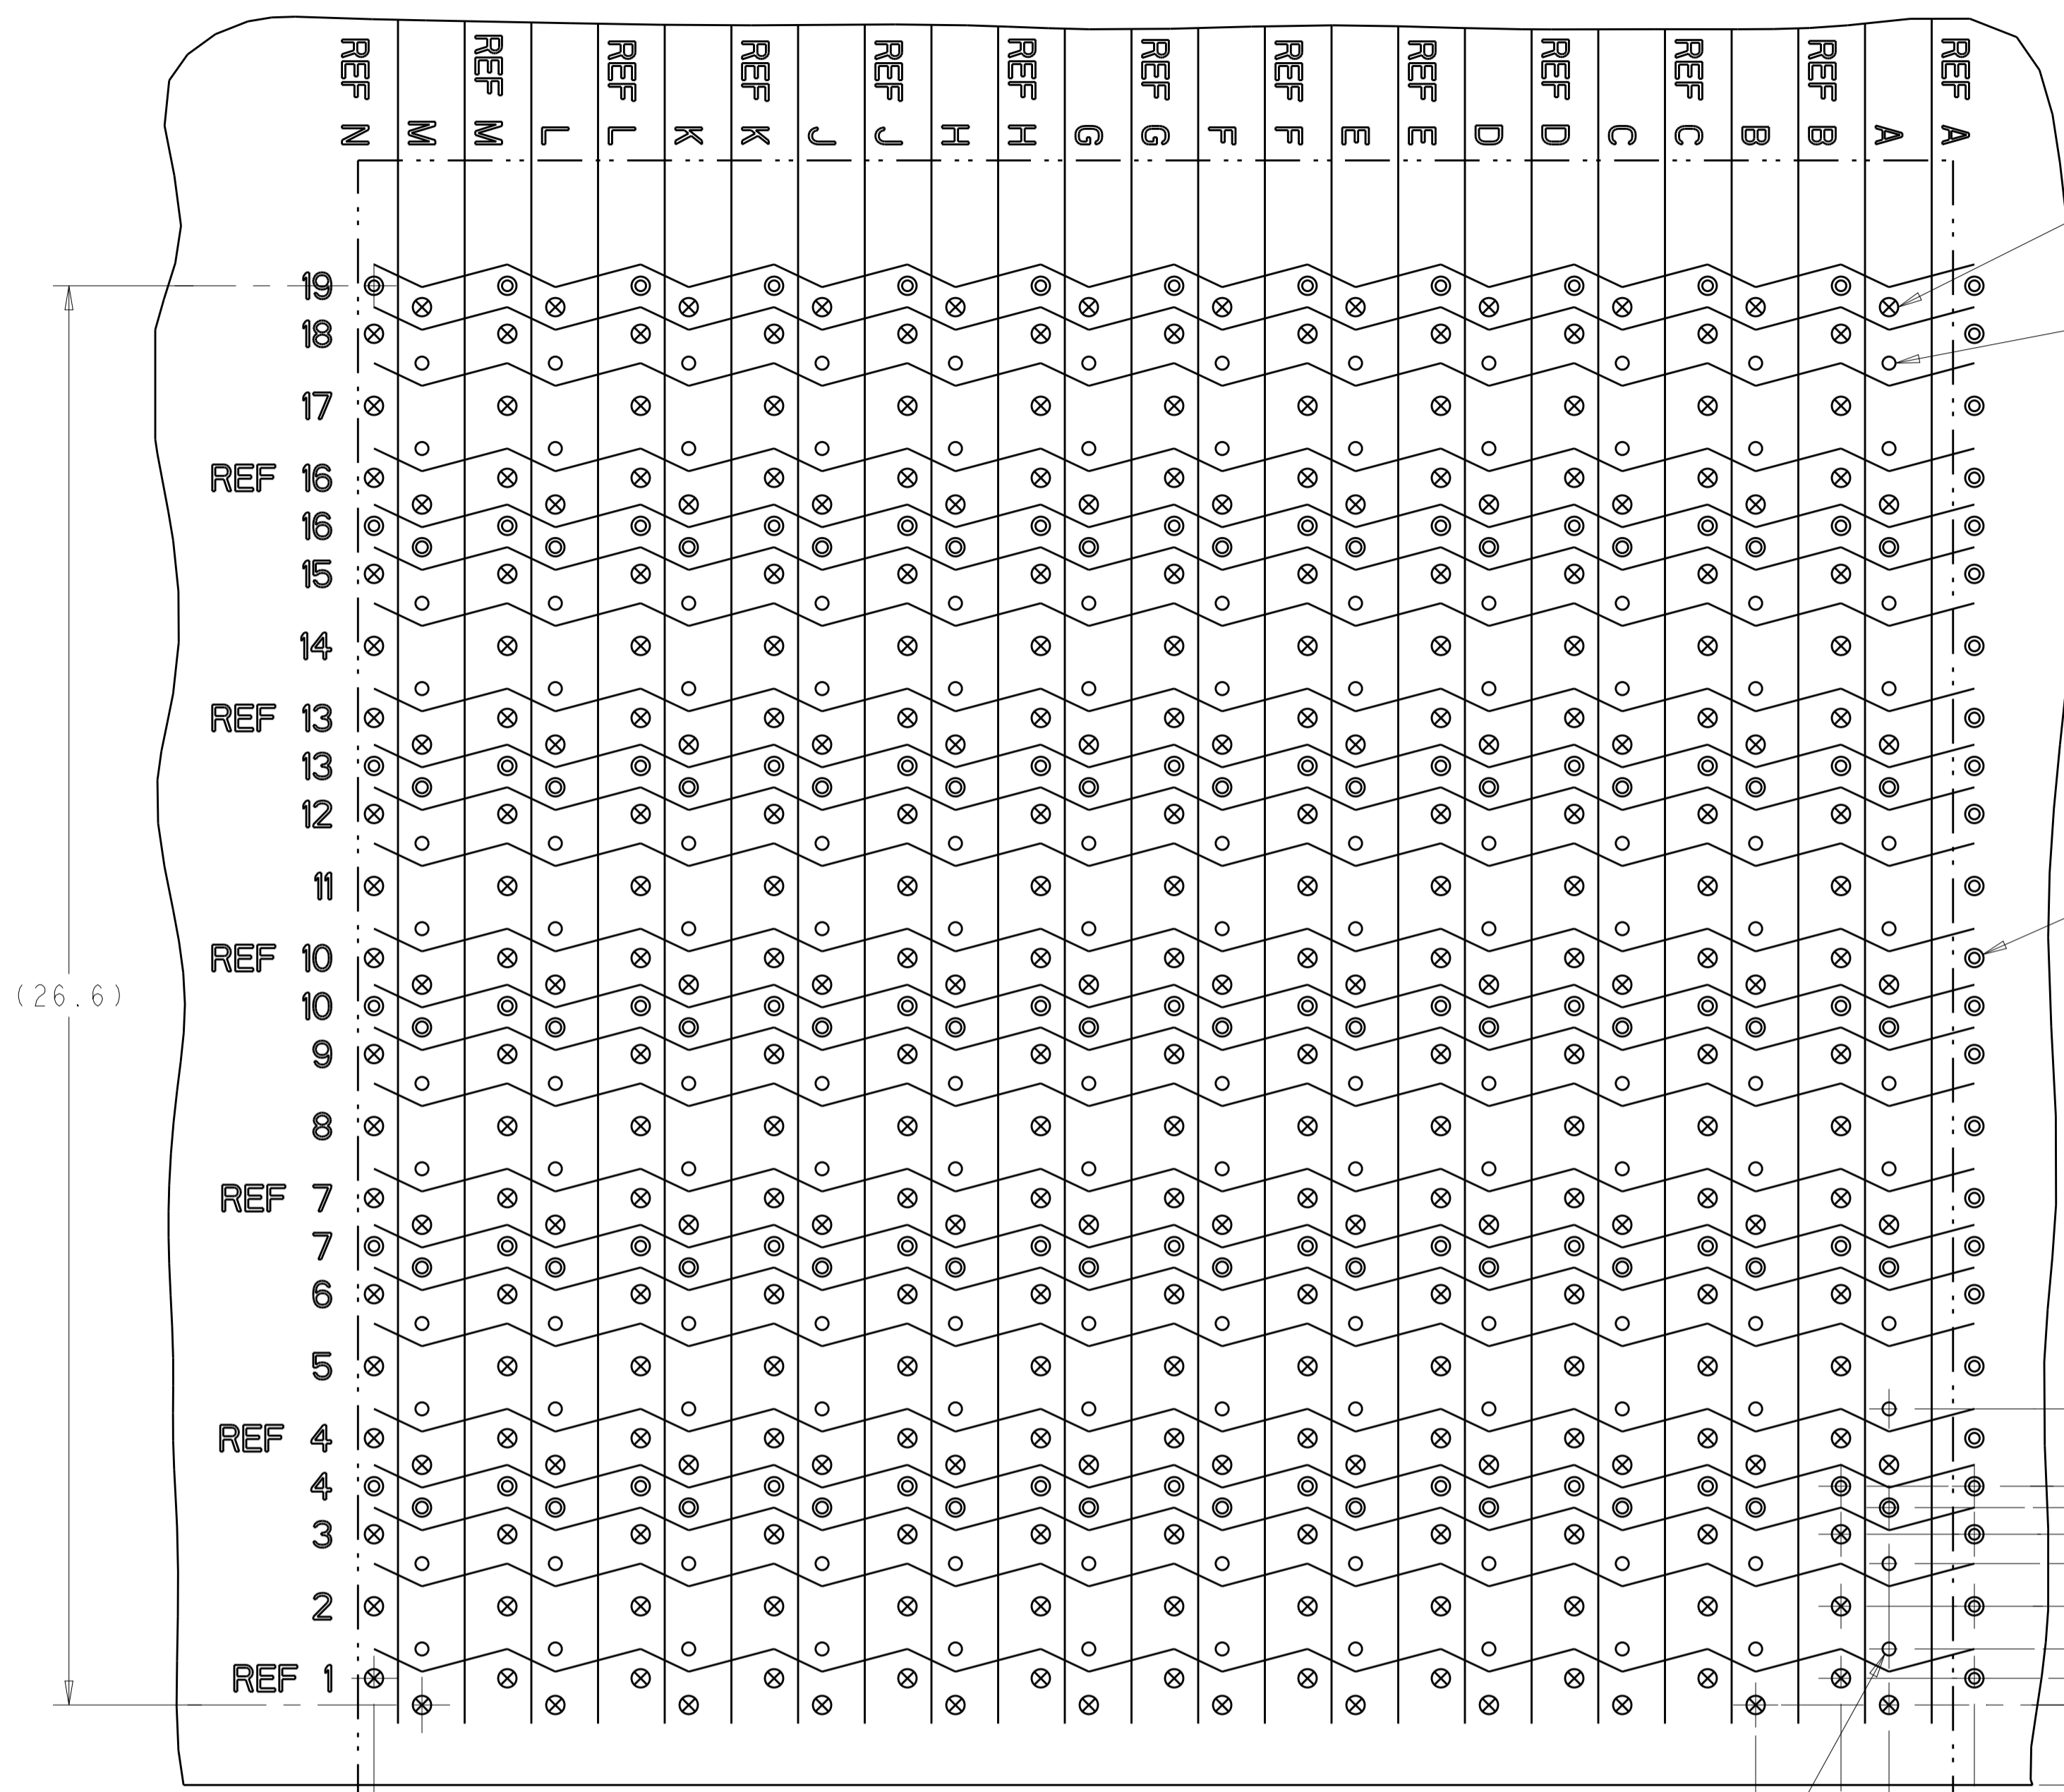 REF N
M
REF M
L
REF L
K
REF K
J
REF J
H
REF H
G
REF G
F
REF F
E
REF E
D
REF D
C
REF C
B
REF B
A
REF A
19
18
17
REF 16
16
15
14
REF 13
13
12
11
REF 10
(26.6)
10
9
8
REF 7
7
6
5
REF 4
4
3
2
REF 1